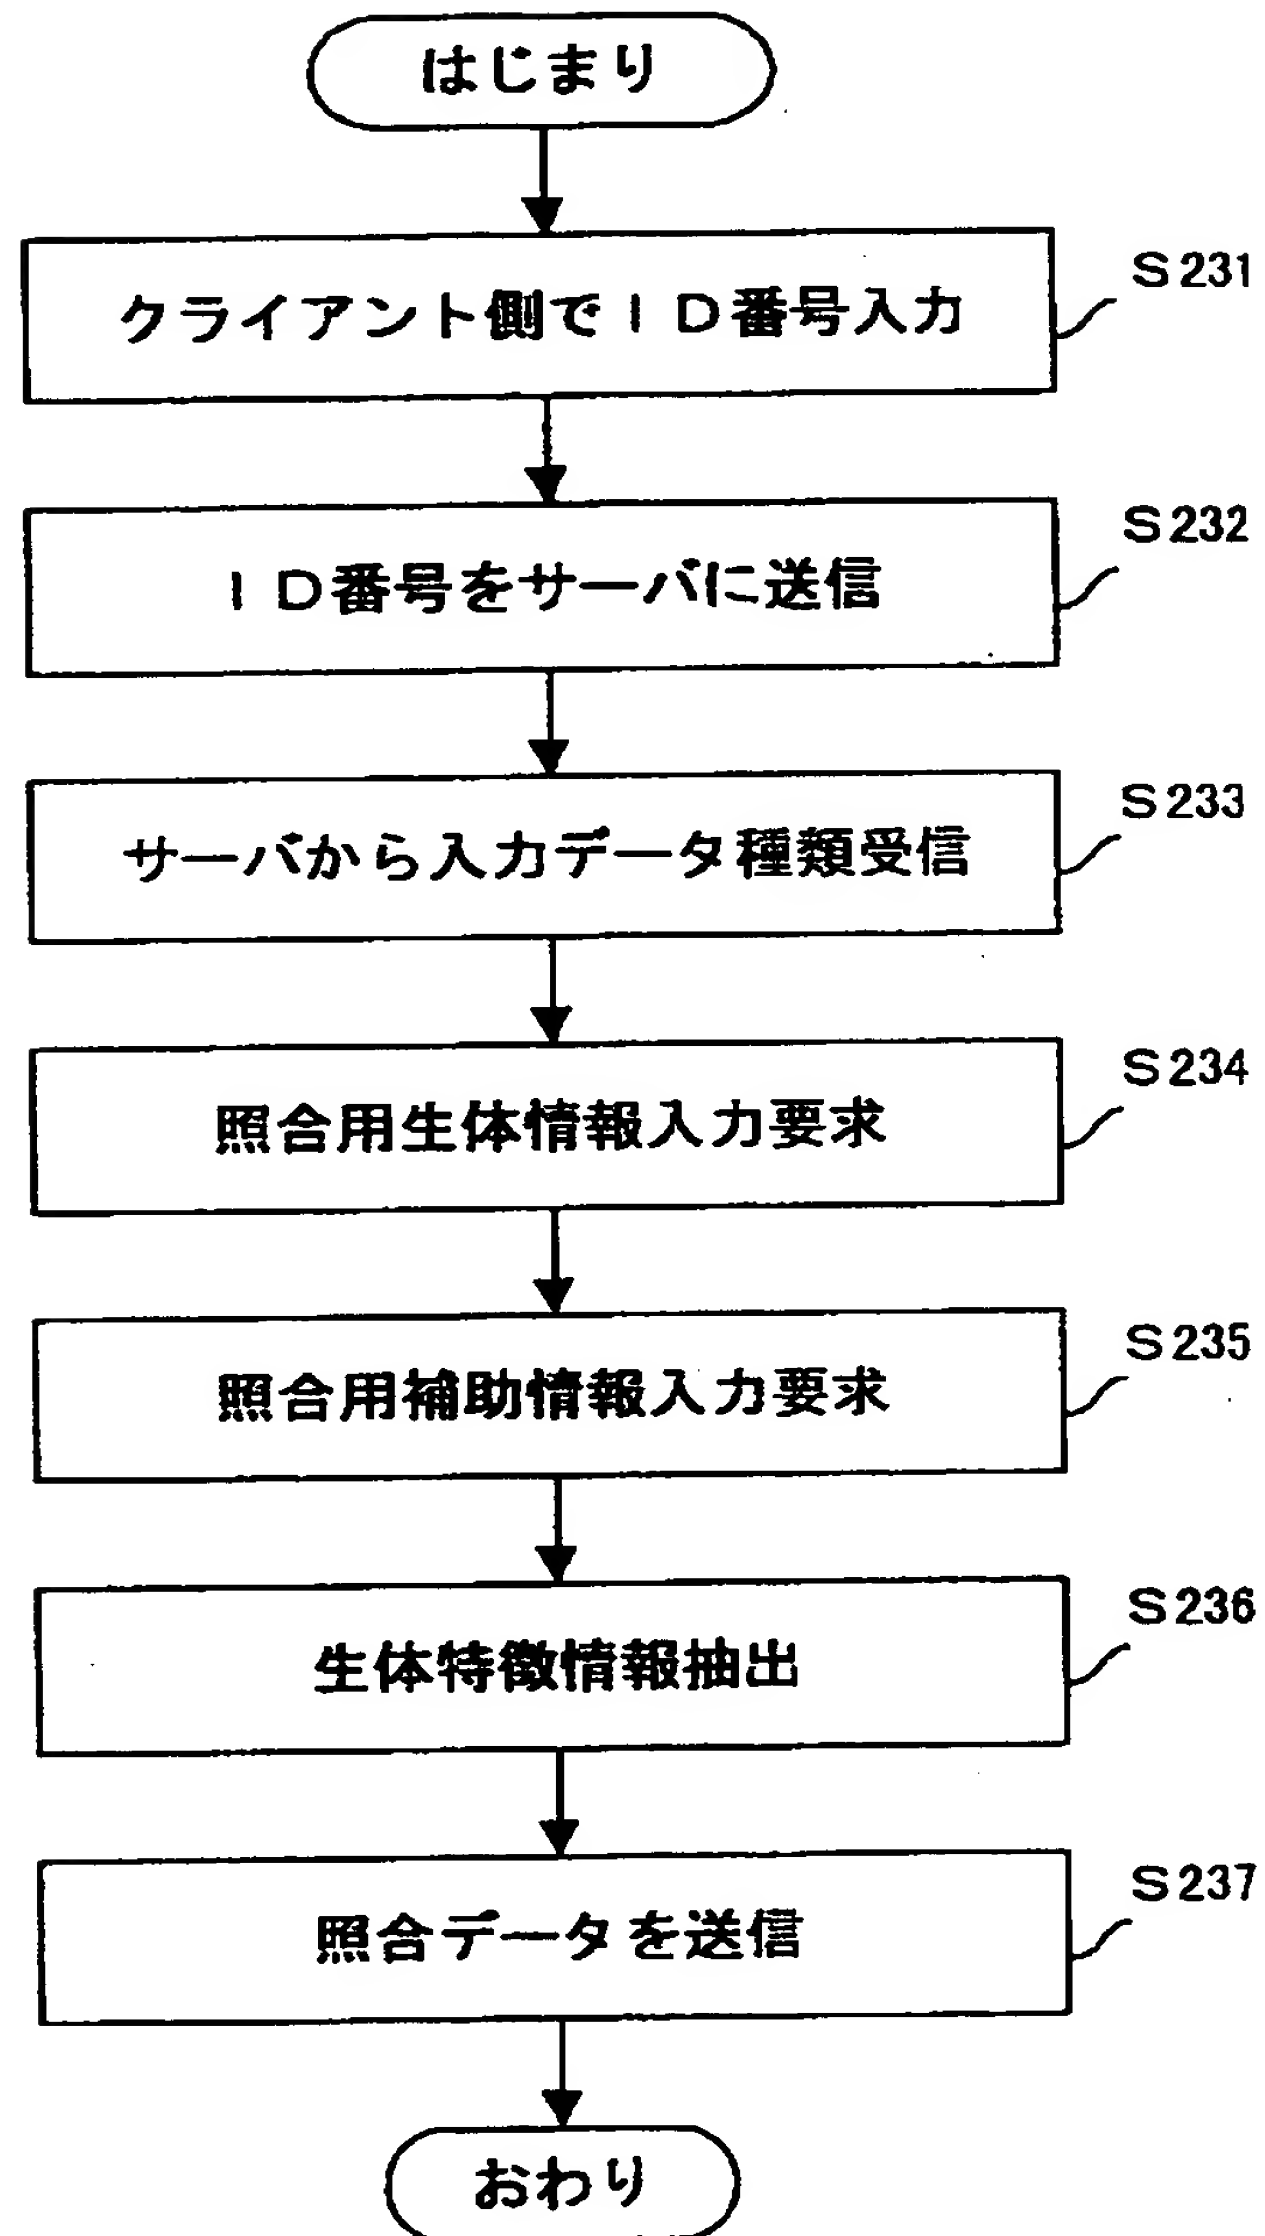 はじまり
クライアント側でＩＤ番号入力
S231
ＩＤ番号をサーバに送信
S232
サーバから入力データ種類受信
S233
照合用生体情報入力要求
S234
照合用補助情報入力要求
S235
生体特徴情報抽出
S236
照合データを送信
S237
おわり